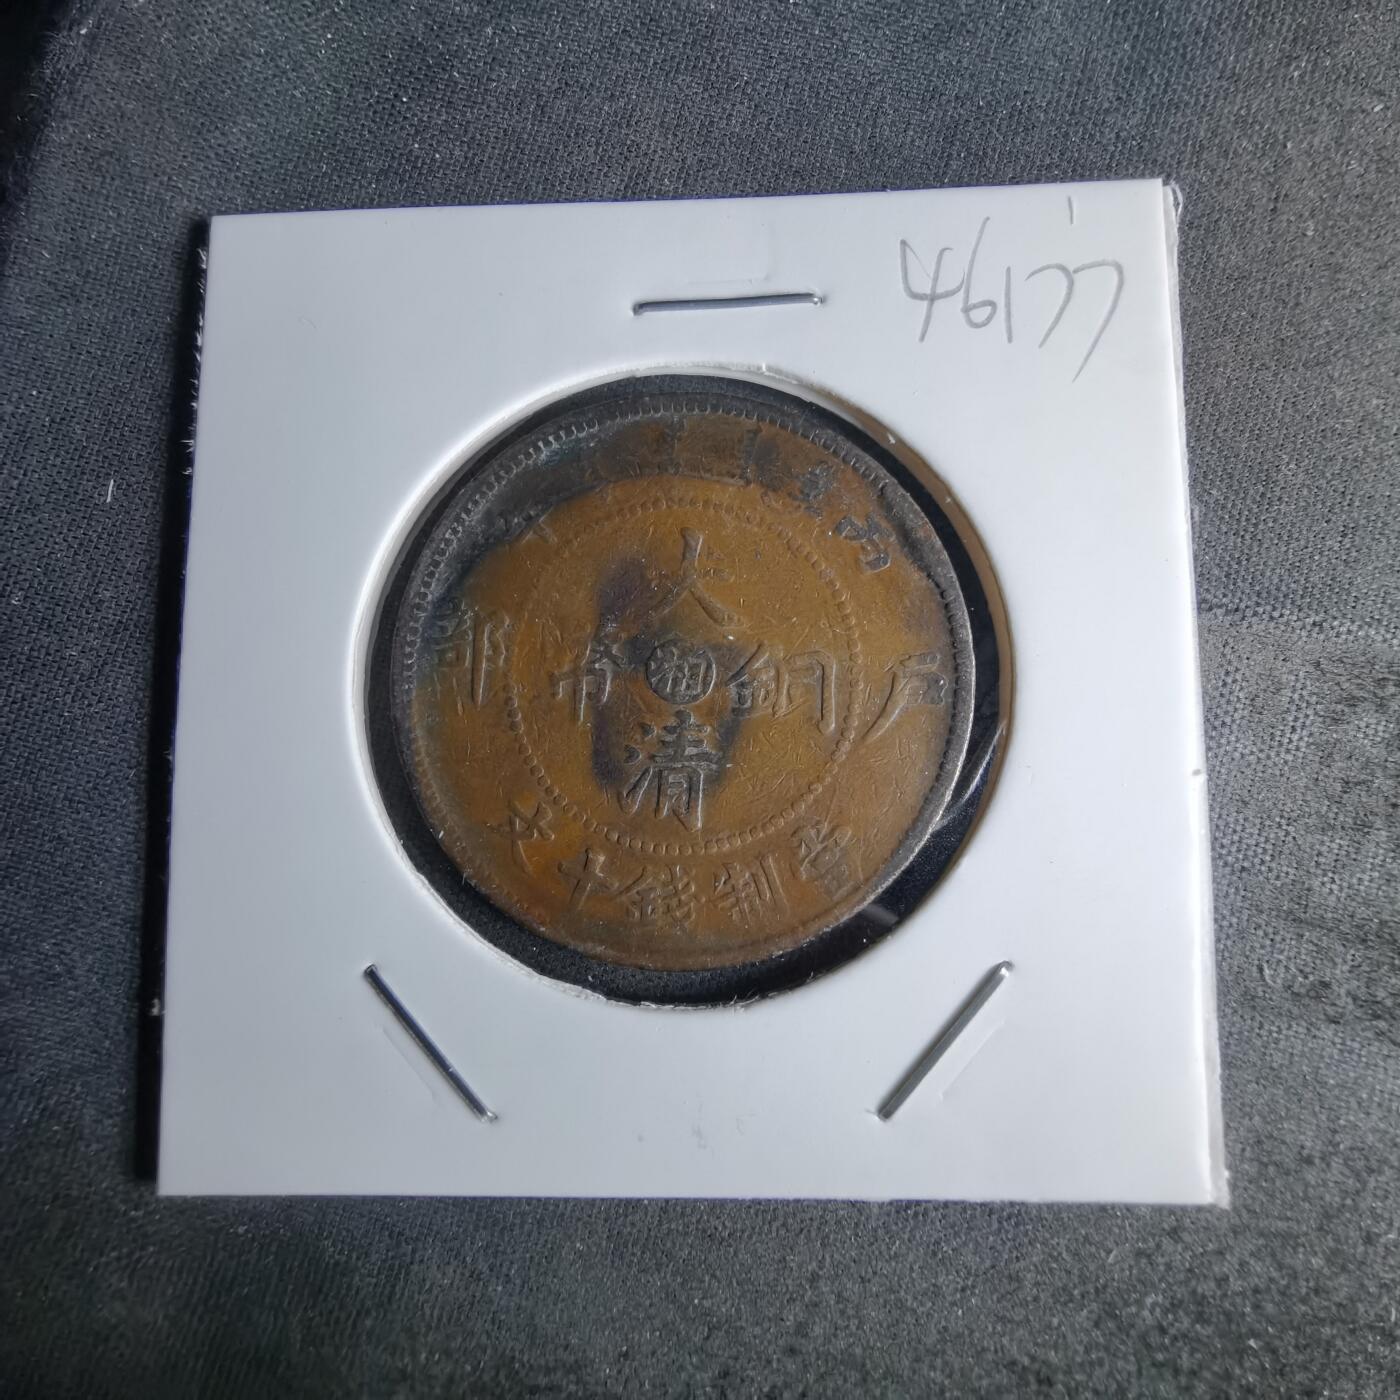 46177
丙午
戶部
大清銅幣
湘
當制錢十文